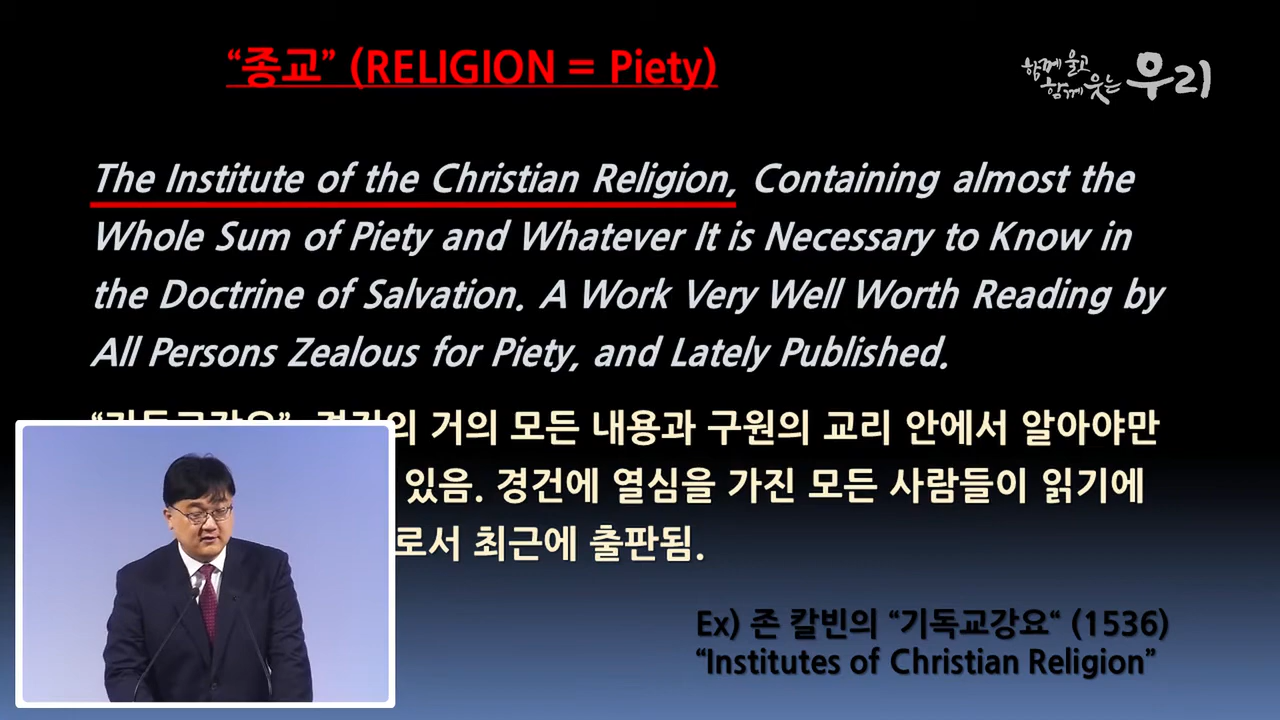 “종교” (RELIGION = Piety)
함께 울고
함께 웃는 우리
The Institute of the Christian Religion, Containing almost the
Whole Sum of Piety and Whatever It is Necessary to Know in
the Doctrine of Salvation. A Work Very Well Worth Reading by
All Persons Zealous for Piety, and Lately Published.
거의 모든 내용과 구원의 교리 안에서 알아야만
있음. 경건에 열심을 가진 모든 사람들이 읽기에
로서 최근에 출판됨.
Ex) 존 칼빈의 “기독교강요“ (1536)
“Institutes of Christian Religion”